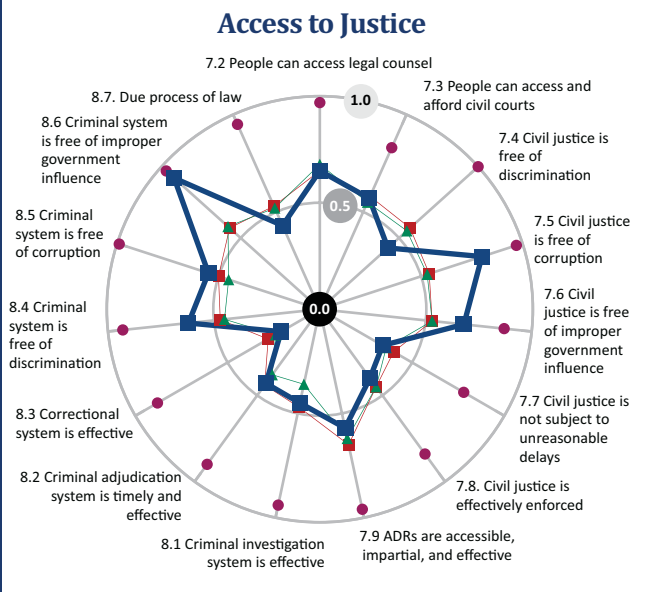 Access to Justice
7.2 People can access legal counsel
7.3 People can access and
afford civil courts
7.4 Civil justice is
free of
discrimination
7.5 Civil justice
is free of
corruption
7.6 Civil
justice is free
of improper
government
influence
7.7 Civil justice is
not subject to
unreasonable
delays
7.8. Civil justice is
effectively enforced
7.9 ADRs are accessible,
impartial, and effective
8.1 Criminal investigation
system is effective
8.2 Criminal adjudication
system is timely and
effective
8.3 Correctional
system is effective
8.4 Criminal
system is
free of
discrimination
8.5 Criminal
system is free
of corruption
8.6 Criminal system
is free of improper
government
influence
8.7. Due process of law
1.0
0.5
0.0